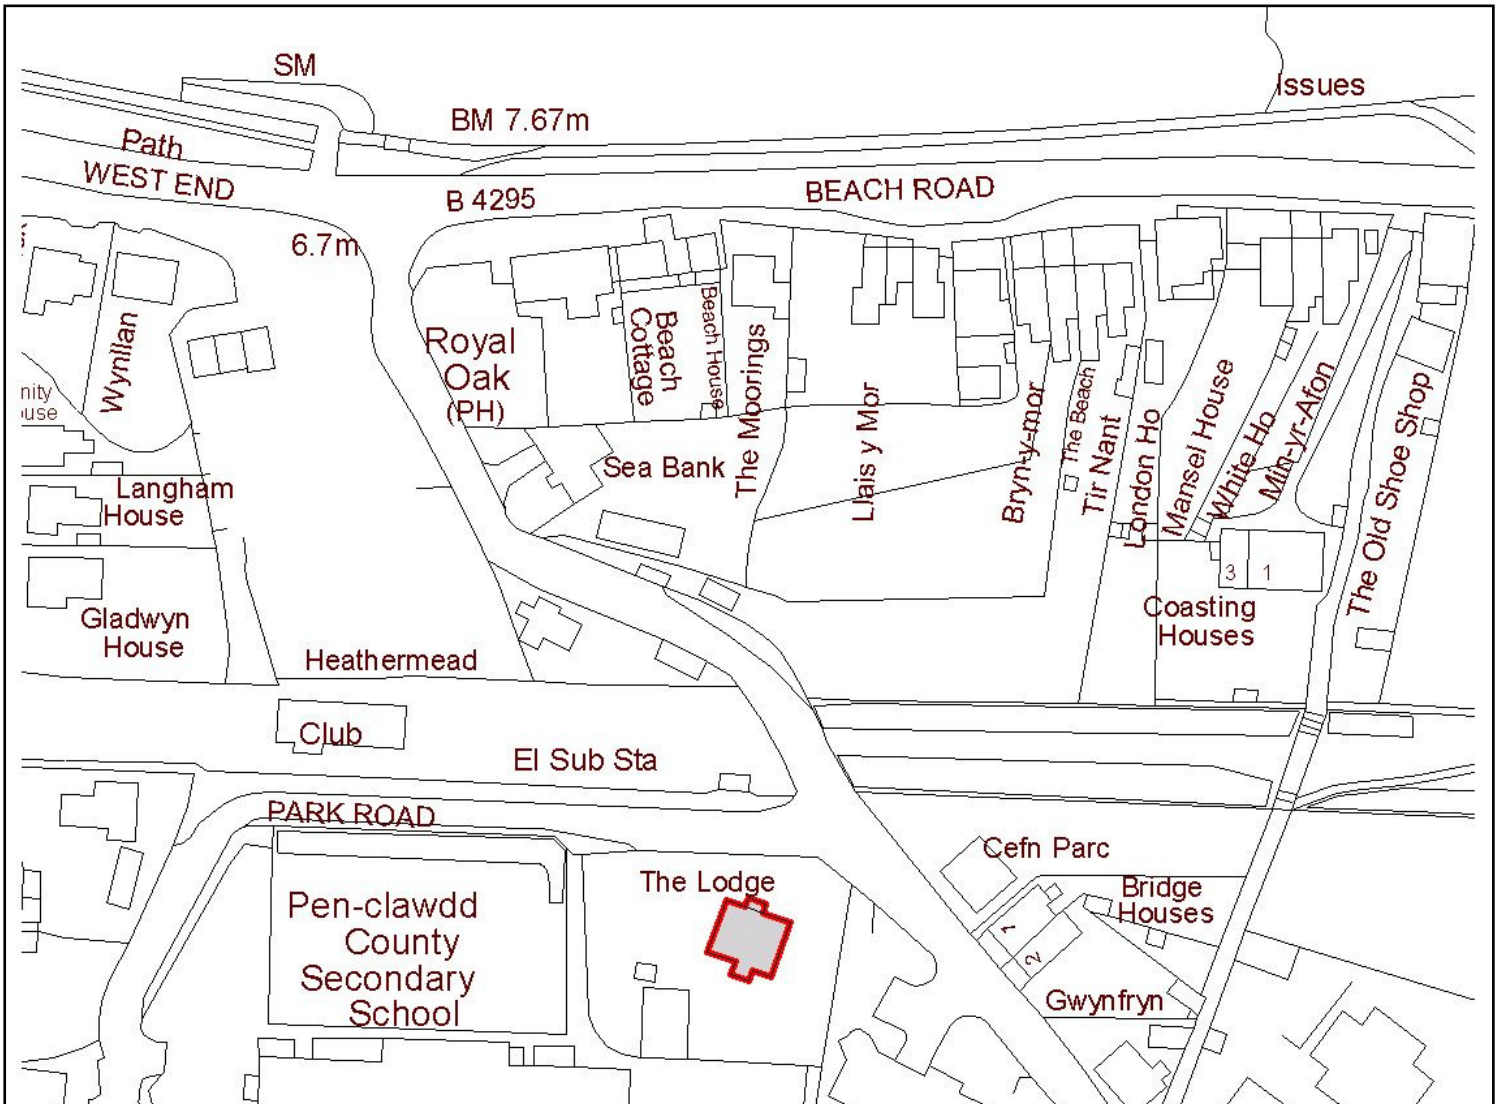 SM
Issues
BM 7.67m
Path
WEST END
B 4295
BEACH ROAD
6.7m
Royal
Oak
(PH)
Beach
Cottage
Beach House
The Moorings
Wynllan
Llais y Mor
Bryn-y-mor
The Beach
Tir Nant
London Ho
Mansel House
White Ho
Min-yr-Afon
The Old Shoe Shop
nity
ouse
Sea Bank
Langham
House
3
1
Gladwyn
House
Coasting
Houses
Heathermead
Club
El Sub Sta
PARK ROAD
Cefn Parc
The Lodge
Bridge
Houses
Pen-clawdd
County
Secondary
School
1
2
Gwynfryn